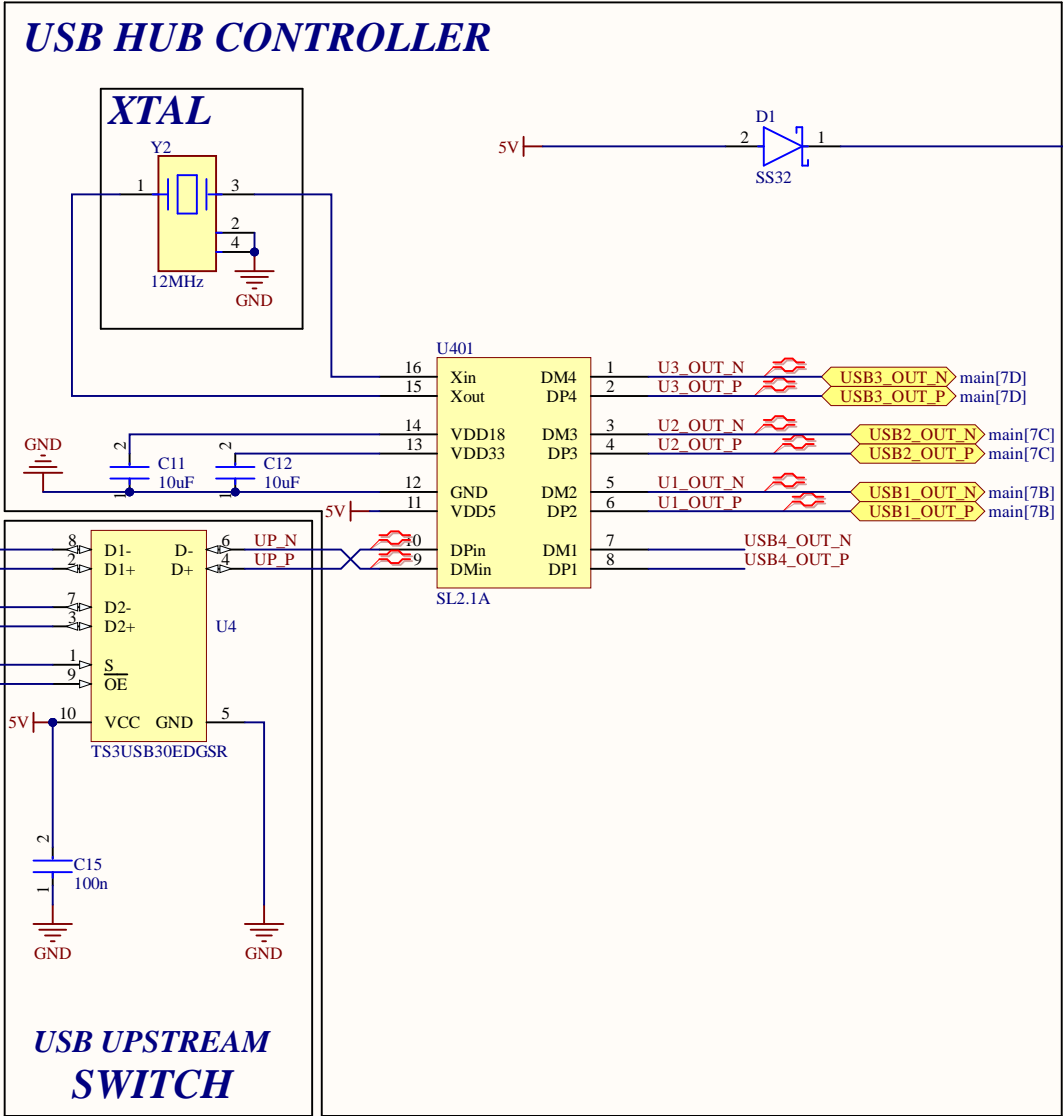 USB HUB CONTROLLER
XTAL
Y2
1
3
2
4
12MHz
GND
5V
2
D1
1
SS32
U401
16 Xin
15 Xout
14 VDD18
13 VDD33
12 GND
11 VDD5
10 DPin
9 DMin
DM4 1 U3_OUT_N USB3_OUT_N main[7D]
DP4 2 U3_OUT_P USB3_OUT_P main[7D]
DM3 3 U2_OUT_N USB2_OUT_N main[7C]
DP3 4 U2_OUT_P USB2_OUT_P main[7C]
DM2 5 U1_OUT_N USB1_OUT_N main[7B]
DP2 6 U1_OUT_P USB1_OUT_P main[7B]
DM1 7 USB4_OUT_N
DP1 8 USB4_OUT_P
SL2.1A
GND
2
1
C11
10uF
2
1
C12
10uF
5V
8 D1- D- 6 UP_N
2 D1+ D+ 4 UP_P
7 D2-
3 D2+
U4
1 S
9 OE
5V 10 VCC GND 5
TS3USB30EDGSR
2
C15
100n
1
GND
GND
USB UPSTREAM
SWITCH